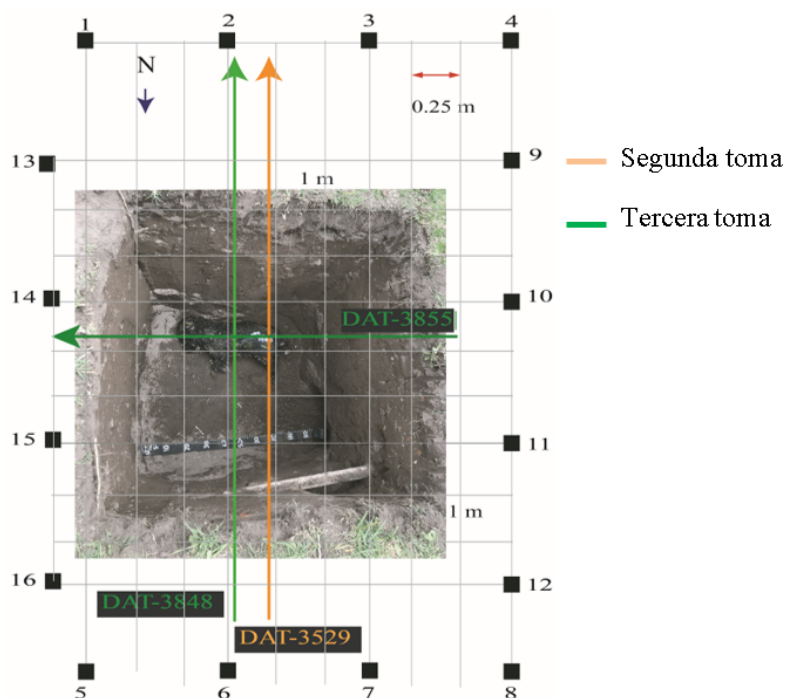 1 2 3 4
N
0.25 m
13 9
1 m
Segunda toma
Tercera toma
14 10
DAT-3855
15 11
1 m
16 12
DAT-3848
DAT-3529
5 6 7 8